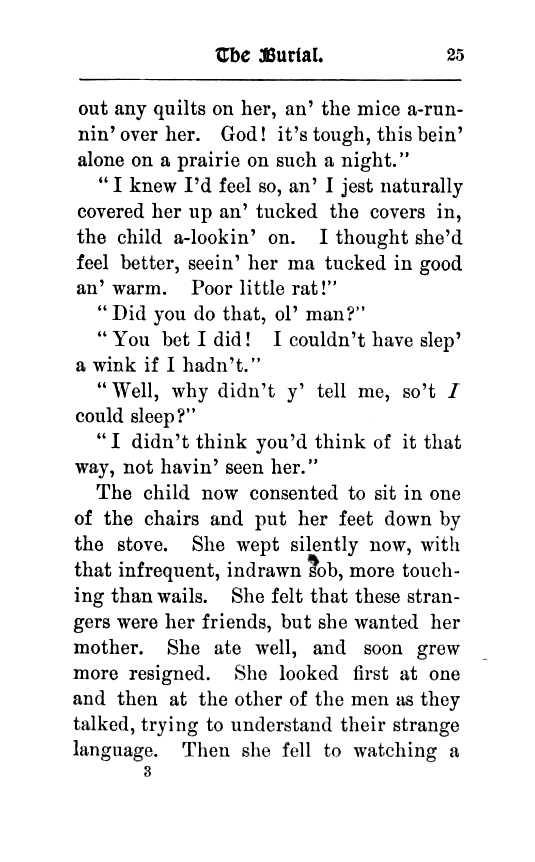 The Burial. 25
out any quilts on her, an' the mice a-run-
nin' over her. God! it's tough, this bein'
alone on a prairie on such a night."
"I knew I'd feel so, an' I jest naturally
covered her up an' tucked the covers in,
the child a-lookin' on. I thought she'd
feel better, seein' her ma tucked in good
an' warm. Poor little rat!"
"Did you do that, ol' man?"
"You bet I did! I couldn't have slep'
a wink if I hadn't."
"Well, why didn't y' tell me, so't I
could sleep?"
"I didn't think you'd think of it that
way, not havin' seen her."
The child now consented to sit in one
of the chairs and put her feet down by
the stove. She wept silently now, with
that infrequent, indrawn sob, more touch-
ing than wails. She felt that these stran-
gers were her friends, but she wanted her
mother. She ate well, and soon grew
more resigned. She looked first at one
and then at the other of the men as they
talked, trying to understand their strange
language. Then she fell to watching a
3